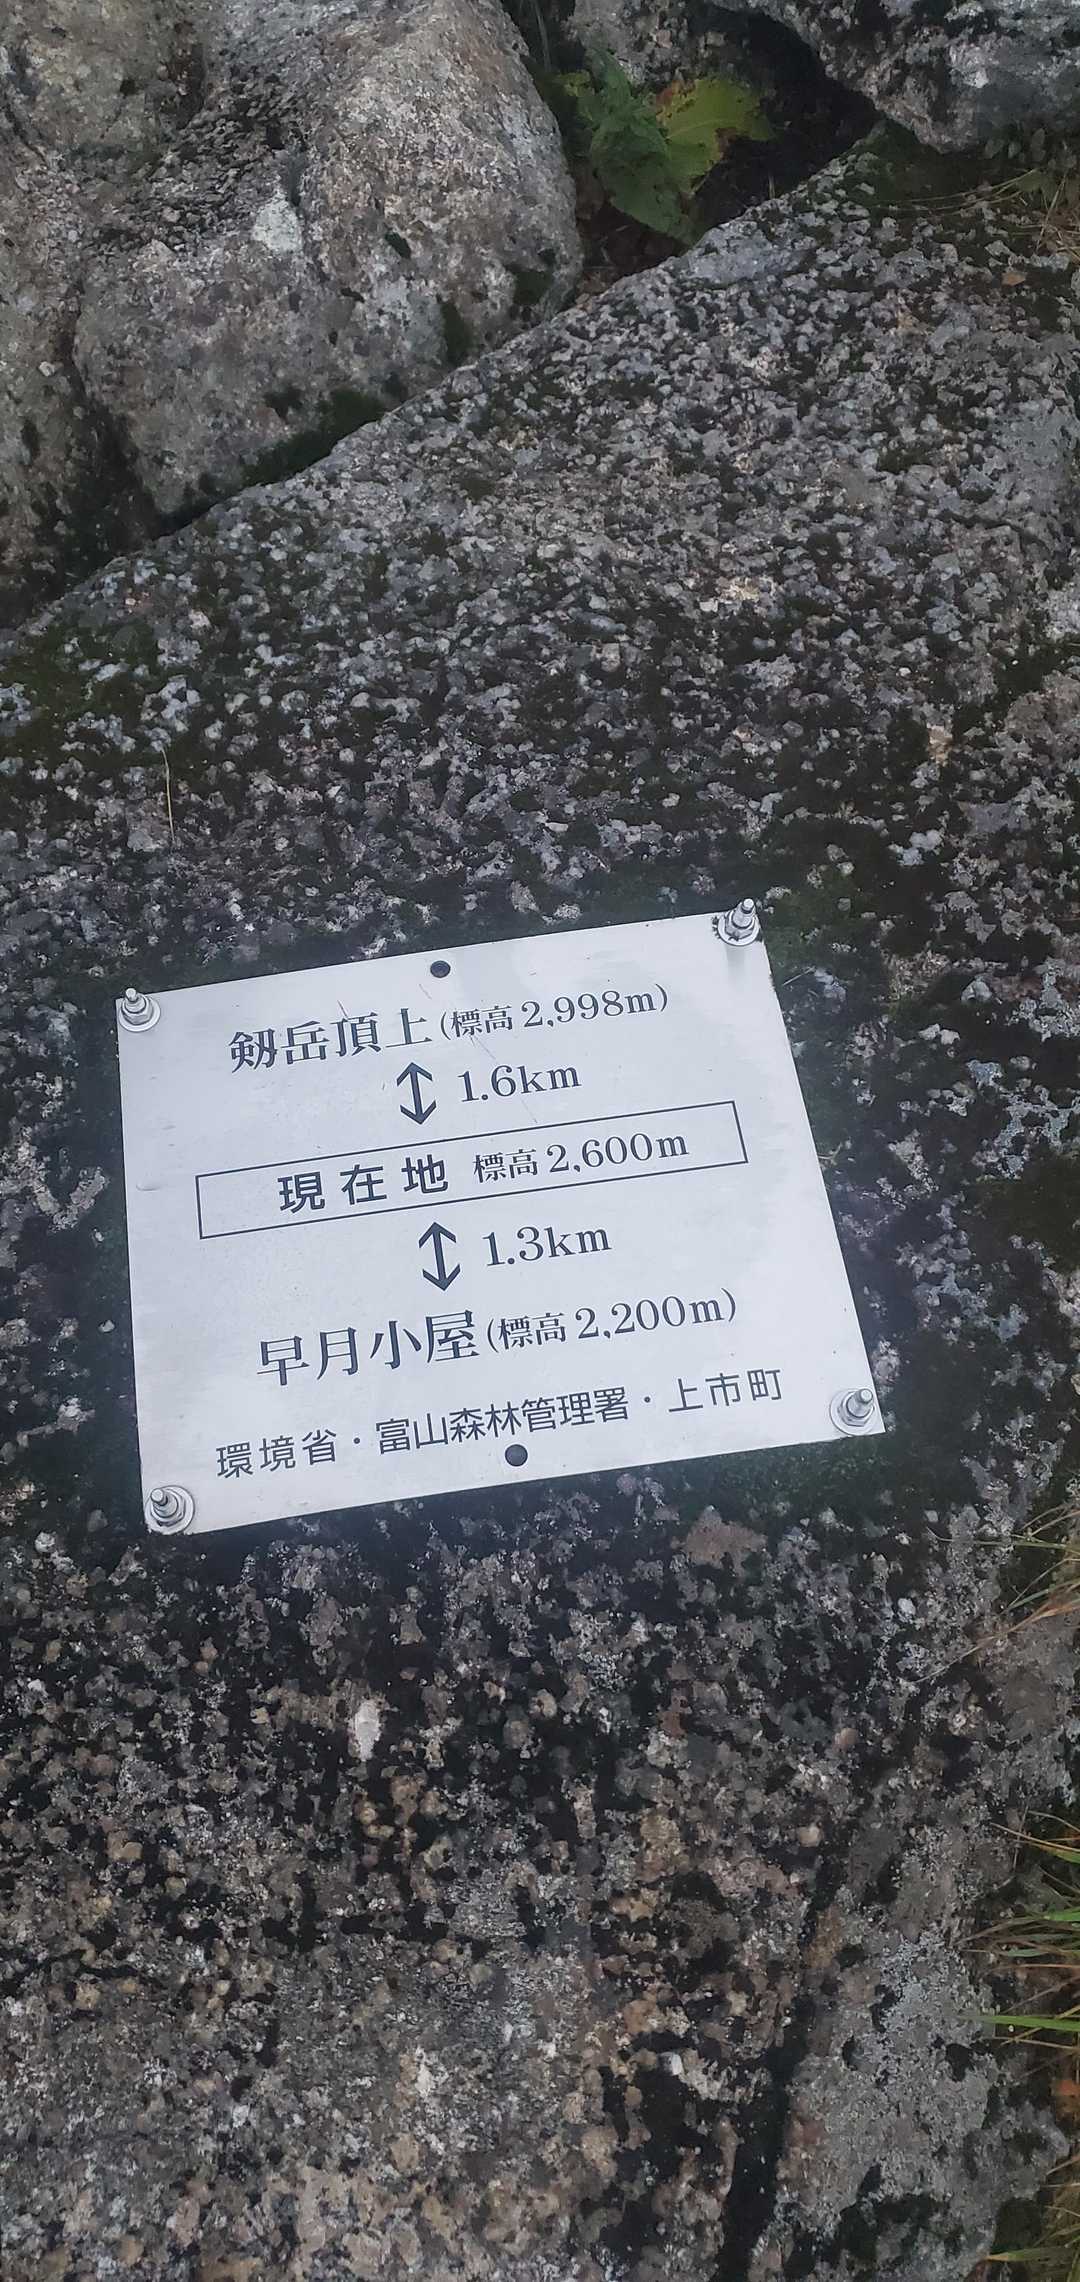 剱岳頂上(標高2,998m)
↕ 1.6km
現在地 標高2,600m
↕ 1.3km
早月小屋(標高2,200m)
環境省・富山森林管理署・上市町